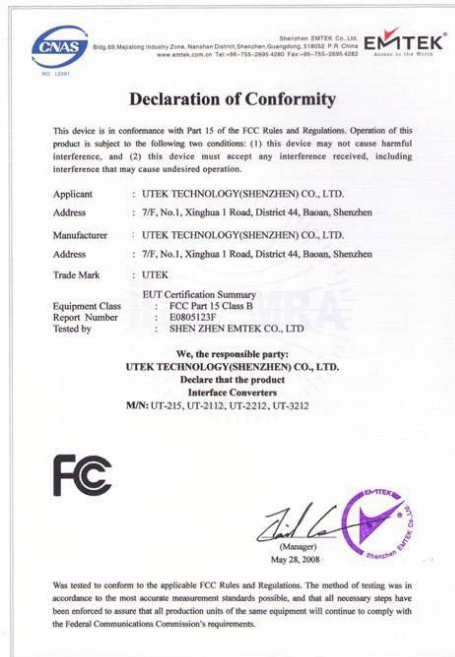 CNAS
Shenzhen EMTEK Co.,Ltd.
Bldg.69,Majialong Industry Zone, Nanshan District,Shenzhen,Guangdong, 518052 P.R. China
www.emtek.com.cn Tel:+86-755-2695 4280 Fax:+86-755-2695 4282
EMTEK
Access to the World
Declaration of Conformity
This device is in conformance with Part 15 of the FCC Rules and Regulations. Operation of this
product is subject to the following two conditions: (1) this device may not cause harmful
interference, and (2) this device must accept any interference received, including
interference that may cause undesired operation.
Applicant : UTEK TECHNOLOGY(SHENZHEN) CO., LTD.
Address : 7/F, No.1, Xinghua 1 Road, District 44, Baoan, Shenzhen
Manufacturer : UTEK TECHNOLOGY(SHENZHEN) CO., LTD.
Address : 7/F, No.1, Xinghua 1 Road, District 44, Baoan, Shenzhen
Trade Mark : UTEK
EUT Certification Summary
Equipment Class : FCC Part 15 Class B
Report Number : E0805123F
Tested by : SHEN ZHEN EMTEK CO., LTD
We, the responsible party:
UTEK TECHNOLOGY(SHENZHEN) CO., LTD.
Declare that the product
Interface Converters
M/N: UT-215, UT-2112, UT-2212, UT-3212
FC
EMTEK
Shenzhen EMTEK Co., Ltd.
(Manager)
May 28, 2008
Was tested to conform to the applicable FCC Rules and Regulations. The method of testing was in
accordance to the most accurate measurement standards possible, and that all necessary steps have
been enforced to assure that all production units of the same equipment will continue to comply with
the Federal Communications Commission's requirements.